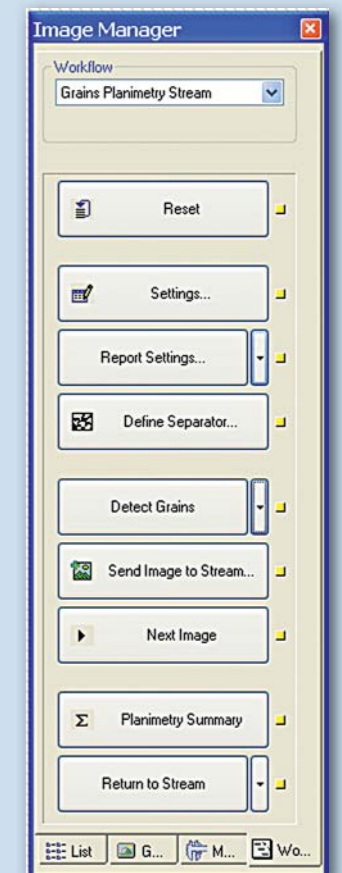 Image Manager
Workflow
Grains Planimetry Stream
Reset
Settings...
Report Settings...
Define Separator...
Detect Grains
Send Image to Stream...
Next Image
Σ Planimetry Summary
Return to Stream
List G... M... Wo...